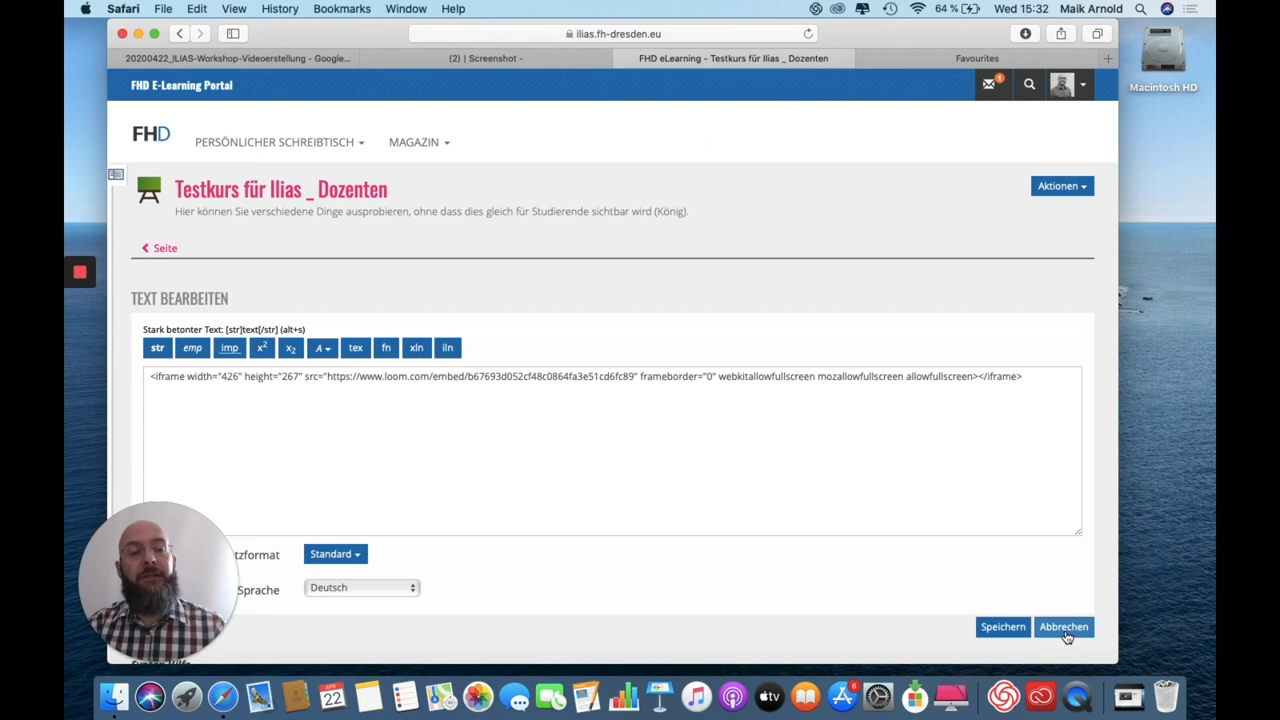 Safari File Edit View History Bookmarks Window Help 64 % Wed 15:32 Maik Arnold
ilias.fh-dresden.eu
20200422_ILIAS-Workshop-Videoerstellung - Google... (2) | Screenshot - FHD eLearning - Testkurs für Ilias _ Dozenten Favourites +
FHD E-Learning Portal 1
Macintosh HD
FHD PERSÖNLICHER SCHREIBTISCH MAGAZIN
Testkurs für Ilias _ Dozenten Aktionen
Hier können Sie verschiedene Dinge ausprobieren, ohne dass dies gleich für Studierende sichtbar wird (König).
Seite
TEXT BEARBEITEN
Stark betonter Text: [str]text[/str] (alt+s)
str emp imp x² x₂ A tex fn xln iln
<iframe width="426" height="267" src="https://www.loom.com/embed/b67693d052cf48c0864fa3e51cd6fc89" frameborder="0" webkitallowfullscreen mozallowfullscreen allowfullscreen></iframe>
tzformat Standard
Sprache Deutsch
Speichern Abbrechen
APR 22 6
tv